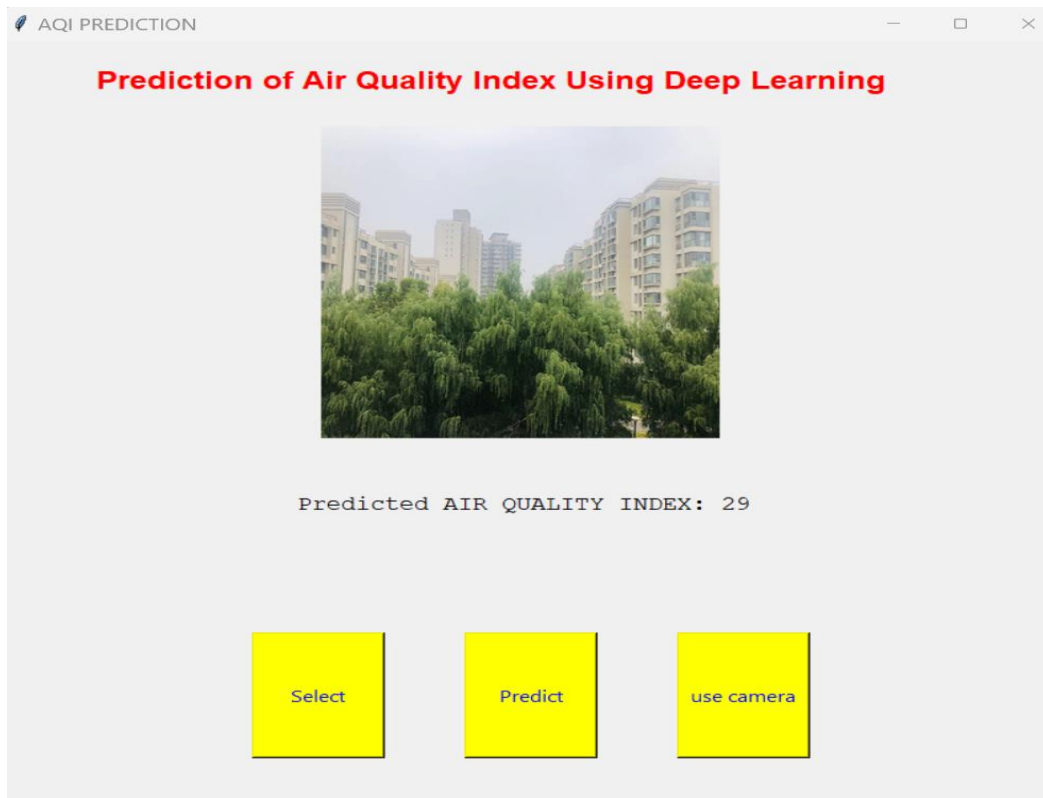 AQI PREDICTION
Prediction of Air Quality Index Using Deep Learning
Predicted AIR QUALITY INDEX: 29
Select Predict use camera